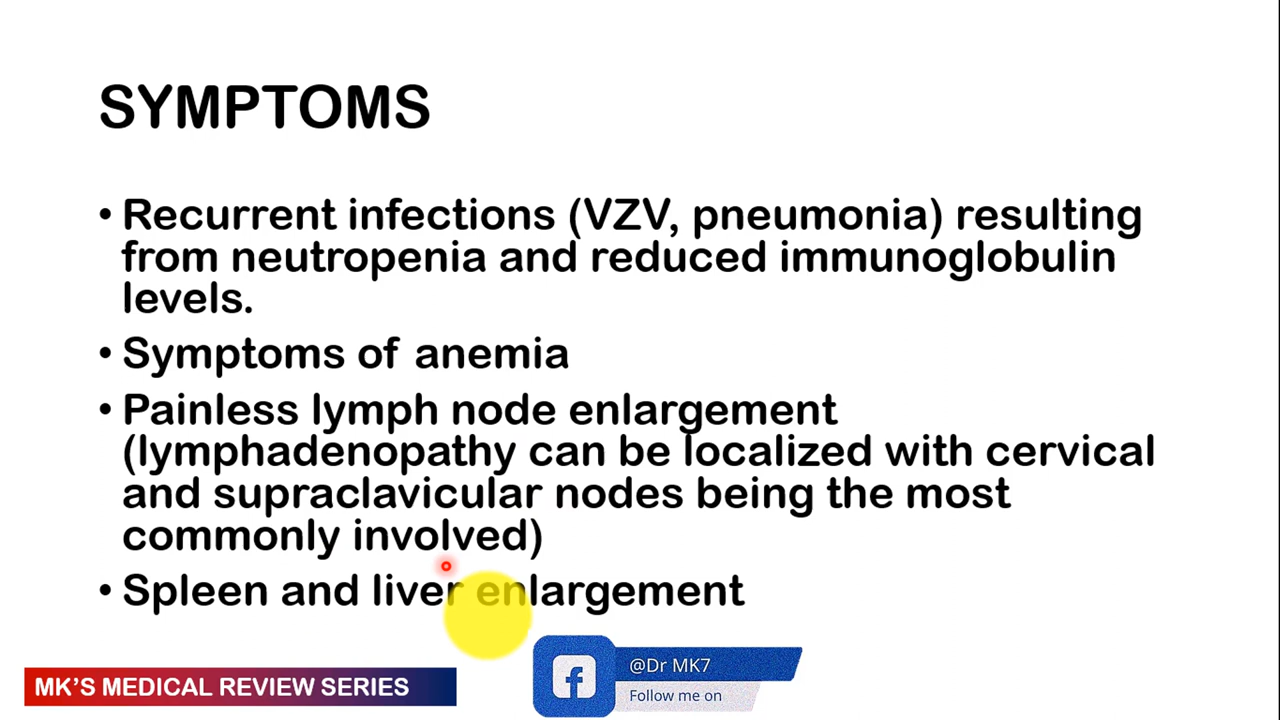 SYMPTOMS
• Recurrent infections (VZV, pneumonia) resulting
from neutropenia and reduced immunoglobulin
levels.
• Symptoms of anemia
• Painless lymph node enlargement
(lymphadenopathy can be localized with cervical
and supraclavicular nodes being the most
commonly involved)
• Spleen and liver enlargement
@Dr MK7
Follow me on
MK'S MEDICAL REVIEW SERIES